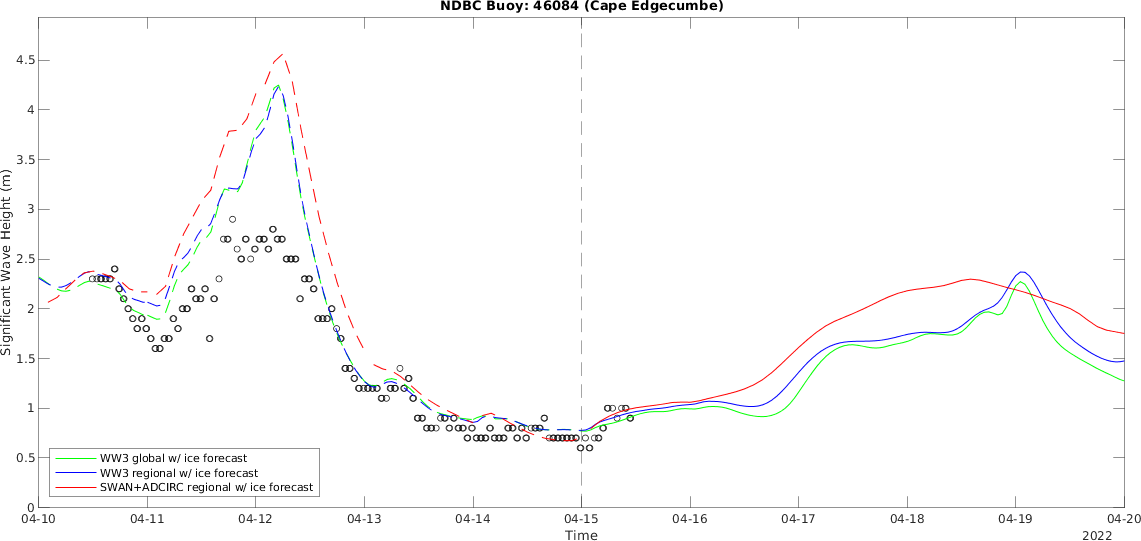 NDBC Buoy: 46084 (Cape Edgecumbe)
Significant Wave Height (m)
4.5
4
3.5
3
2.5
2
1.5
1
0.5
0
WW3 global w/ ice forecast
WW3 regional w/ ice forecast
SWAN+ADCIRC regional w/ ice forecast
04-10 04-11 04-12 04-13 04-14 04-15 04-16 04-17 04-18 04-19 04-20
Time
2022